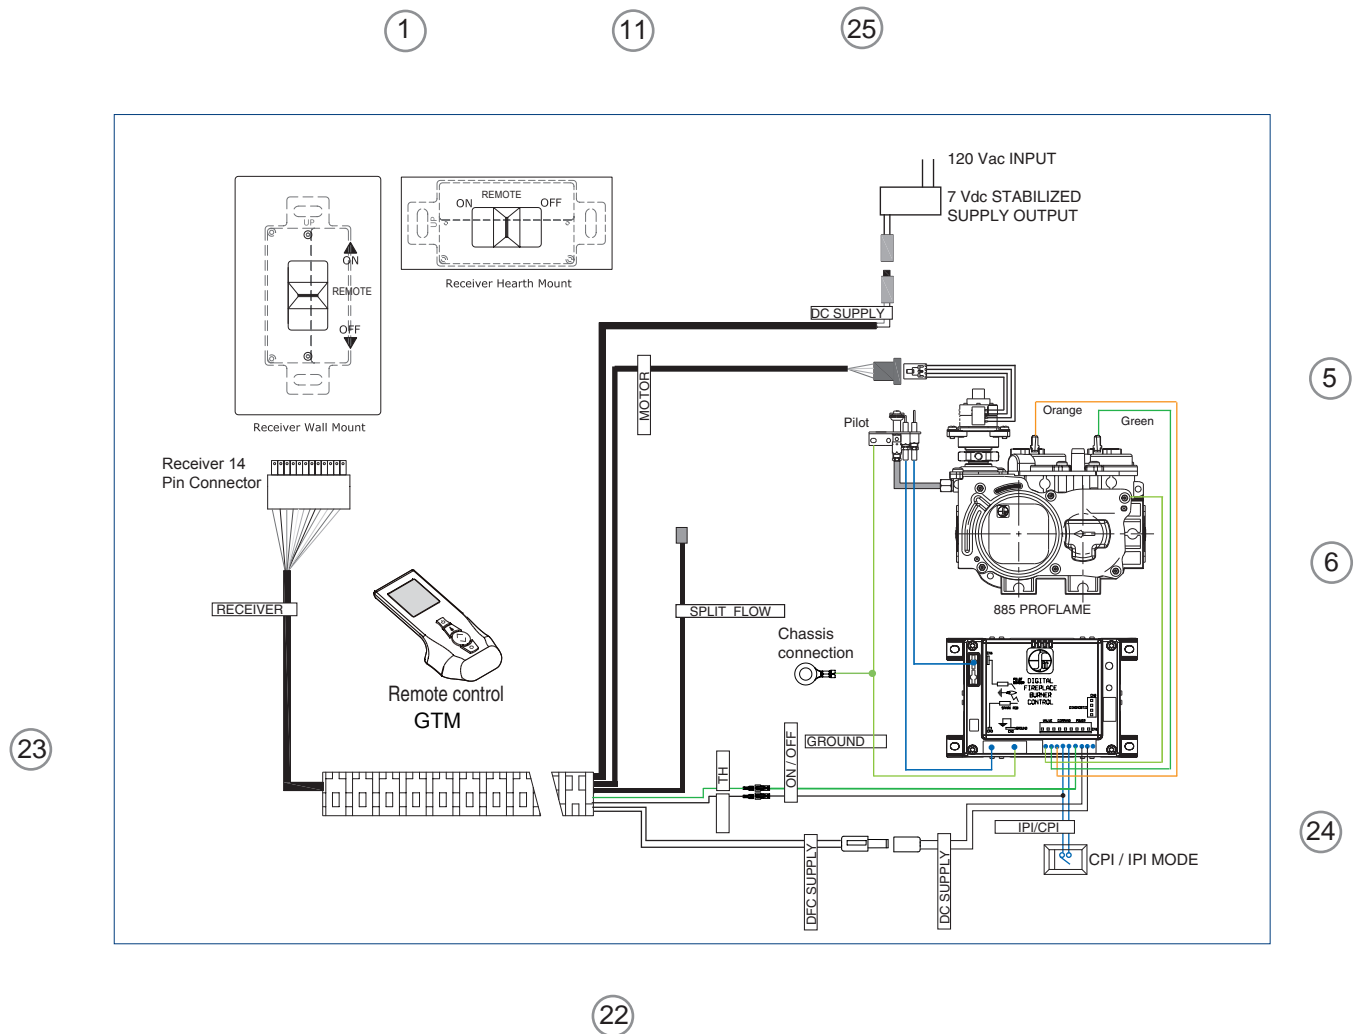 1
11
25
120 Vac INPUT
7 Vdc STABILIZED
SUPPLY OUTPUT
UP
ON
REMOTE
OFF
Receiver Wall Mount
UP
ON
REMOTE
OFF
Receiver Hearth Mount
DC SUPPLY
MOTOR
5
Orange
Green
Pilot
Receiver 14
Pin Connector
6
885 PROFLAME
RECEIVER
SPLIT FLOW
Chassis
connection
Remote control
GTM
DIGITAL
FIREPLACE
BURNER
CONTROL
VALVE
GROUND
23
TH
ON / OFF
GROUND
IPI/CPI
24
CPI / IPI MODE
DFC SUPPLY
DC SUPPLY
22